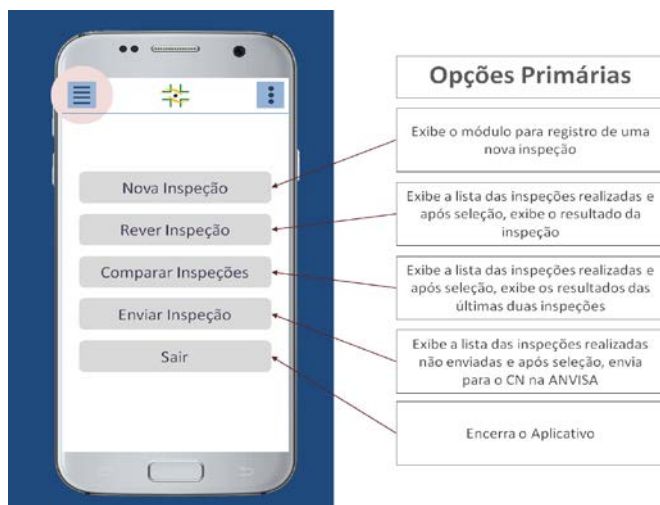 Opções Primárias
Nova Inspeção
Exibe o módulo para registro de uma
nova inspeção
Rever Inspeção
Exibe a lista das inspeções realizadas e
após seleção, exibe o resultado da
inspeção
Comparar Inspeções
Exibe a lista das inspeções realizadas e
após seleção, exibe os resultados das
últimas duas inspeções
Enviar Inspeção
Exibe a lista das inspeções realizadas
não enviadas e após seleção, envia
para o CN na ANVISA
Sair
Encerra o Aplicativo